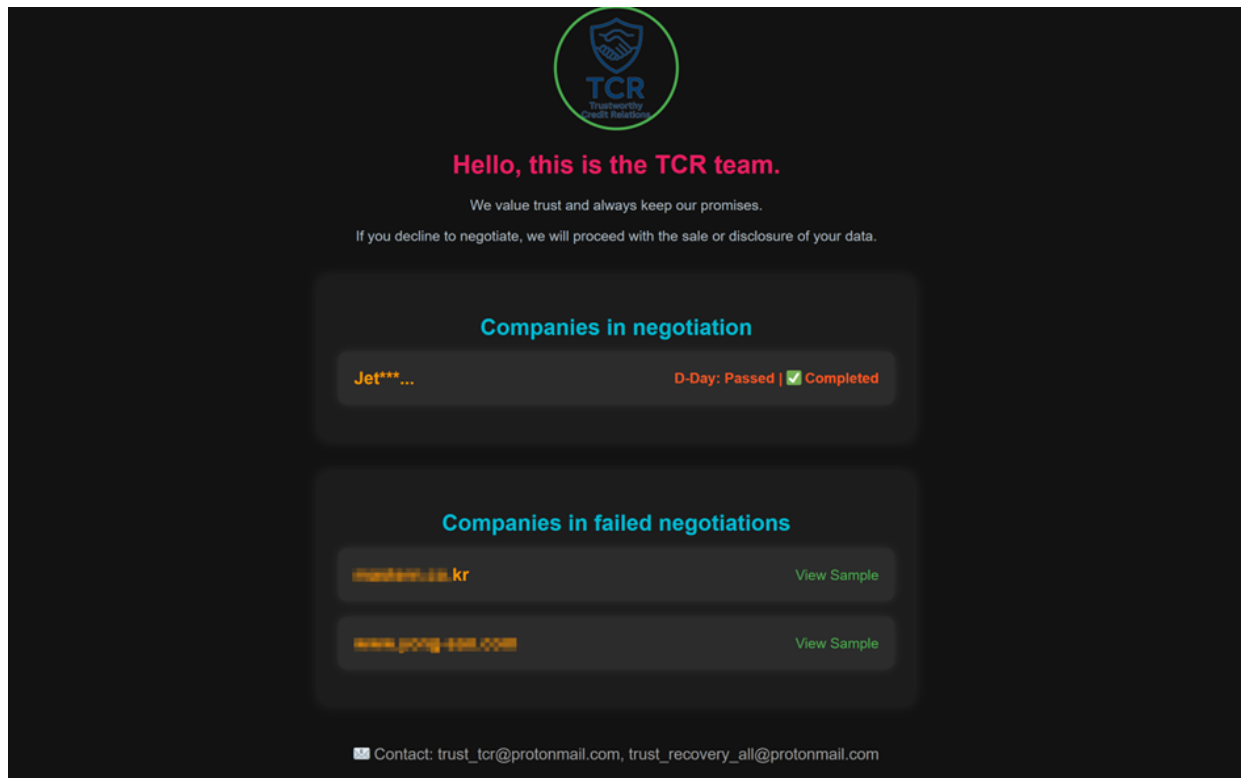 TCR
Trustworthy
Credit Relations
Hello, this is the TCR team.
We value trust and always keep our promises.
If you decline to negotiate, we will proceed with the sale or disclosure of your data.
Companies in negotiation
Jet***... D-Day: Passed | ✅ Completed
Companies in failed negotiations
.kr View Sample
View Sample
✉ Contact: trust_tcr@protonmail.com, trust_recovery_all@protonmail.com